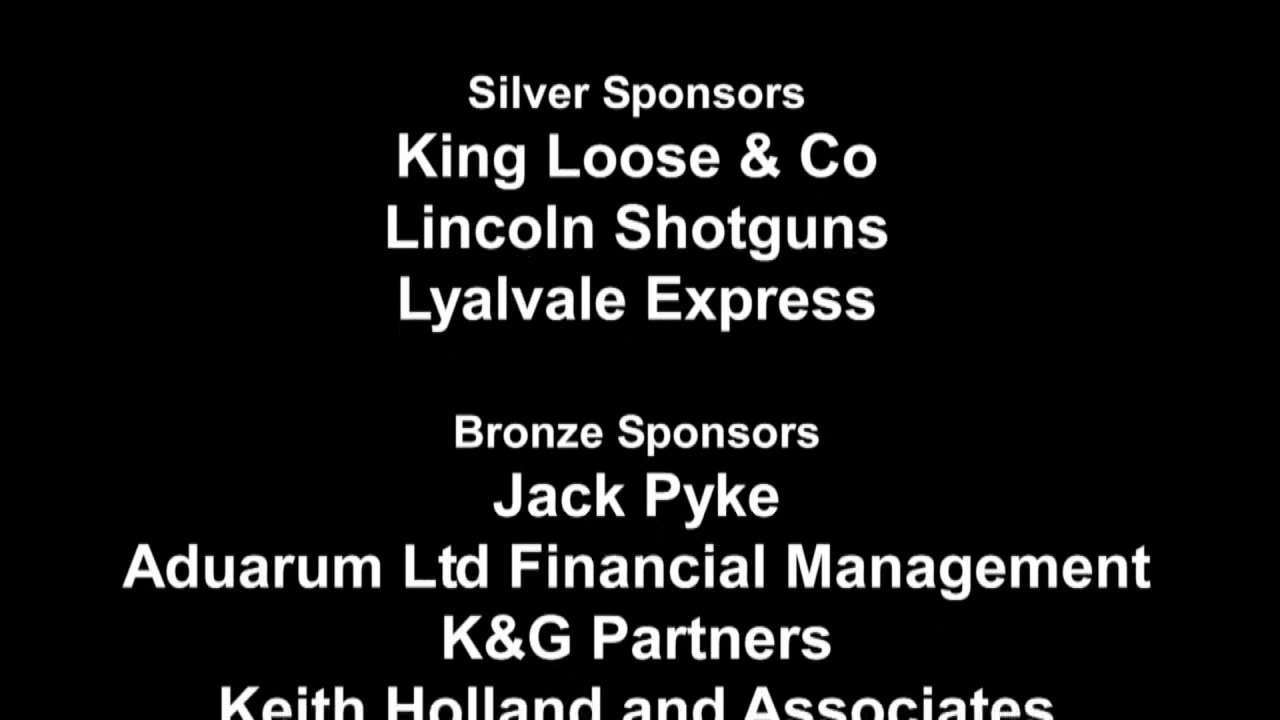 Silver Sponsors
King Loose & Co
Lincoln Shotguns
Lyalvale Express
Bronze Sponsors
Jack Pyke
Aduarum Ltd Financial Management
K&G Partners
Keith Holland and Associates